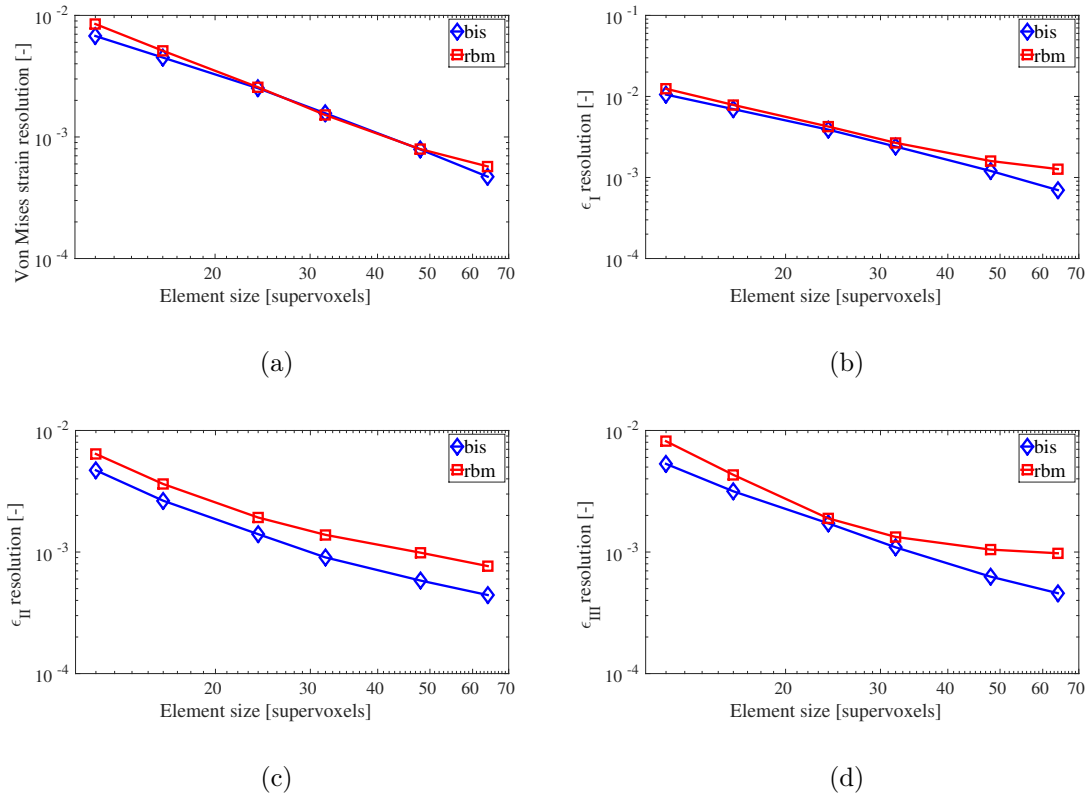 10 -2
10 -3
10 -4
Von Mises strain resolution [-]
20 30 40 50 60 70
Element size [supervoxels]
bis
rbm
(a)
10 -1
10 -2
10 -3
10 -4
ϵI resolution [-]
20 30 40 50 60 70
Element size [supervoxels]
bis
rbm
(b)
10 -2
10 -3
10 -4
ϵII resolution [-]
20 30 40 50 60 70
Element size [supervoxels]
bis
rbm
(c)
10 -2
10 -3
10 -4
ϵIII resolution [-]
20 30 40 50 60 70
Element size [supervoxels]
bis
rbm
(d)